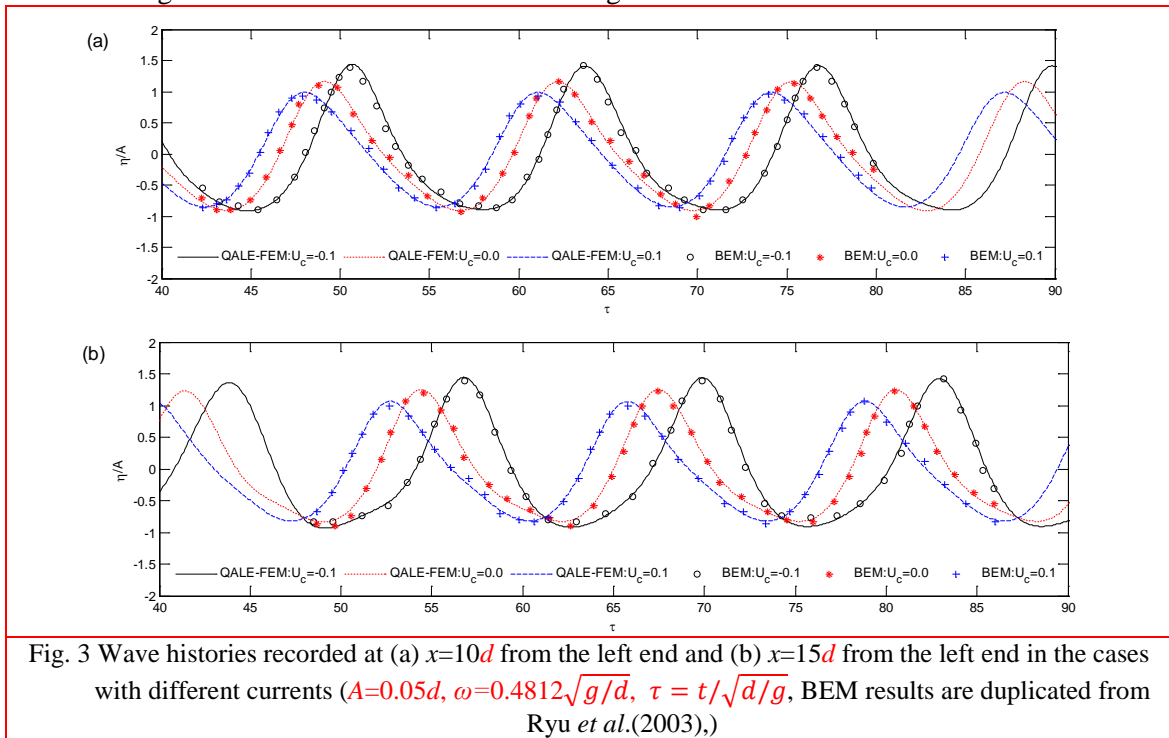 (a)
2
1.5
1
0.5
0
-0.5
-1
-1.5
-2
η/A
QALE-FEM:Uc=-0.1 QALE-FEM:Uc=0.0 QALE-FEM:Uc=0.1 BEM:Uc=-0.1 BEM:Uc=0.0 BEM:Uc=0.1
40 45 50 55 60 65 70 75 80 85 90
τ
(b)
2
1.5
1
0.5
0
-0.5
-1
-1.5
-2
η/A
QALE-FEM:Uc=-0.1 QALE-FEM:Uc=0.0 QALE-FEM:Uc=0.1 BEM:Uc=-0.1 BEM:Uc=0.0 BEM:Uc=0.1
40 45 50 55 60 65 70 75 80 85 90
τ
Fig. 3 Wave histories recorded at (a) x=10d from the left end and (b) x=15d from the left end in the cases
with different currents (A=0.05d, ω=0.4812√g/d, τ = t/√d/g, BEM results are duplicated from
Ryu et al.(2003),)